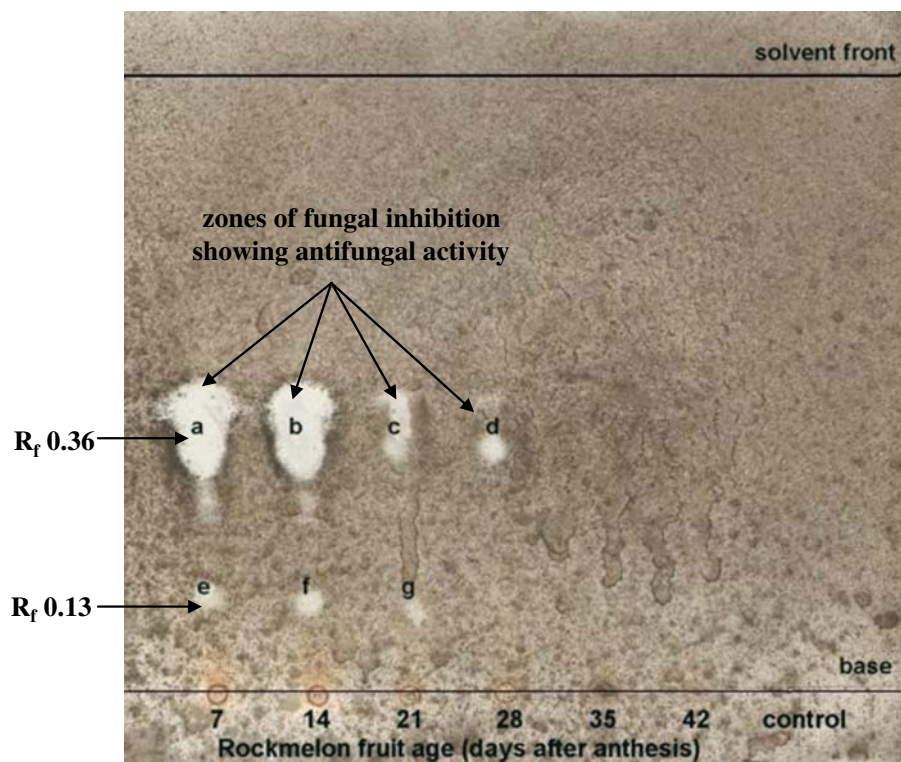 solvent front
zones of fungal inhibition
showing antifungal activity
a b c d
R_f 0.36
e f g
R_f 0.13
base
7 14 21 28 35 42 control
Rockmelon fruit age (days after anthesis)